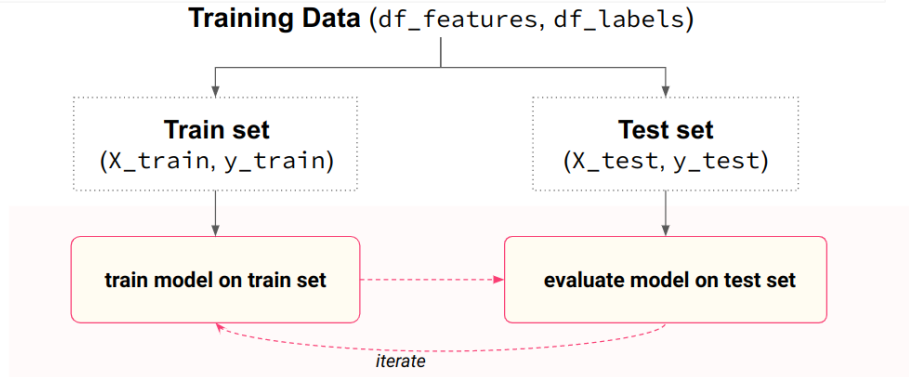 Training Data (df_features, df_labels)
Train set
(X_train, y_train)
Test set
(X_test, y_test)
train model on train set
evaluate model on test set
iterate